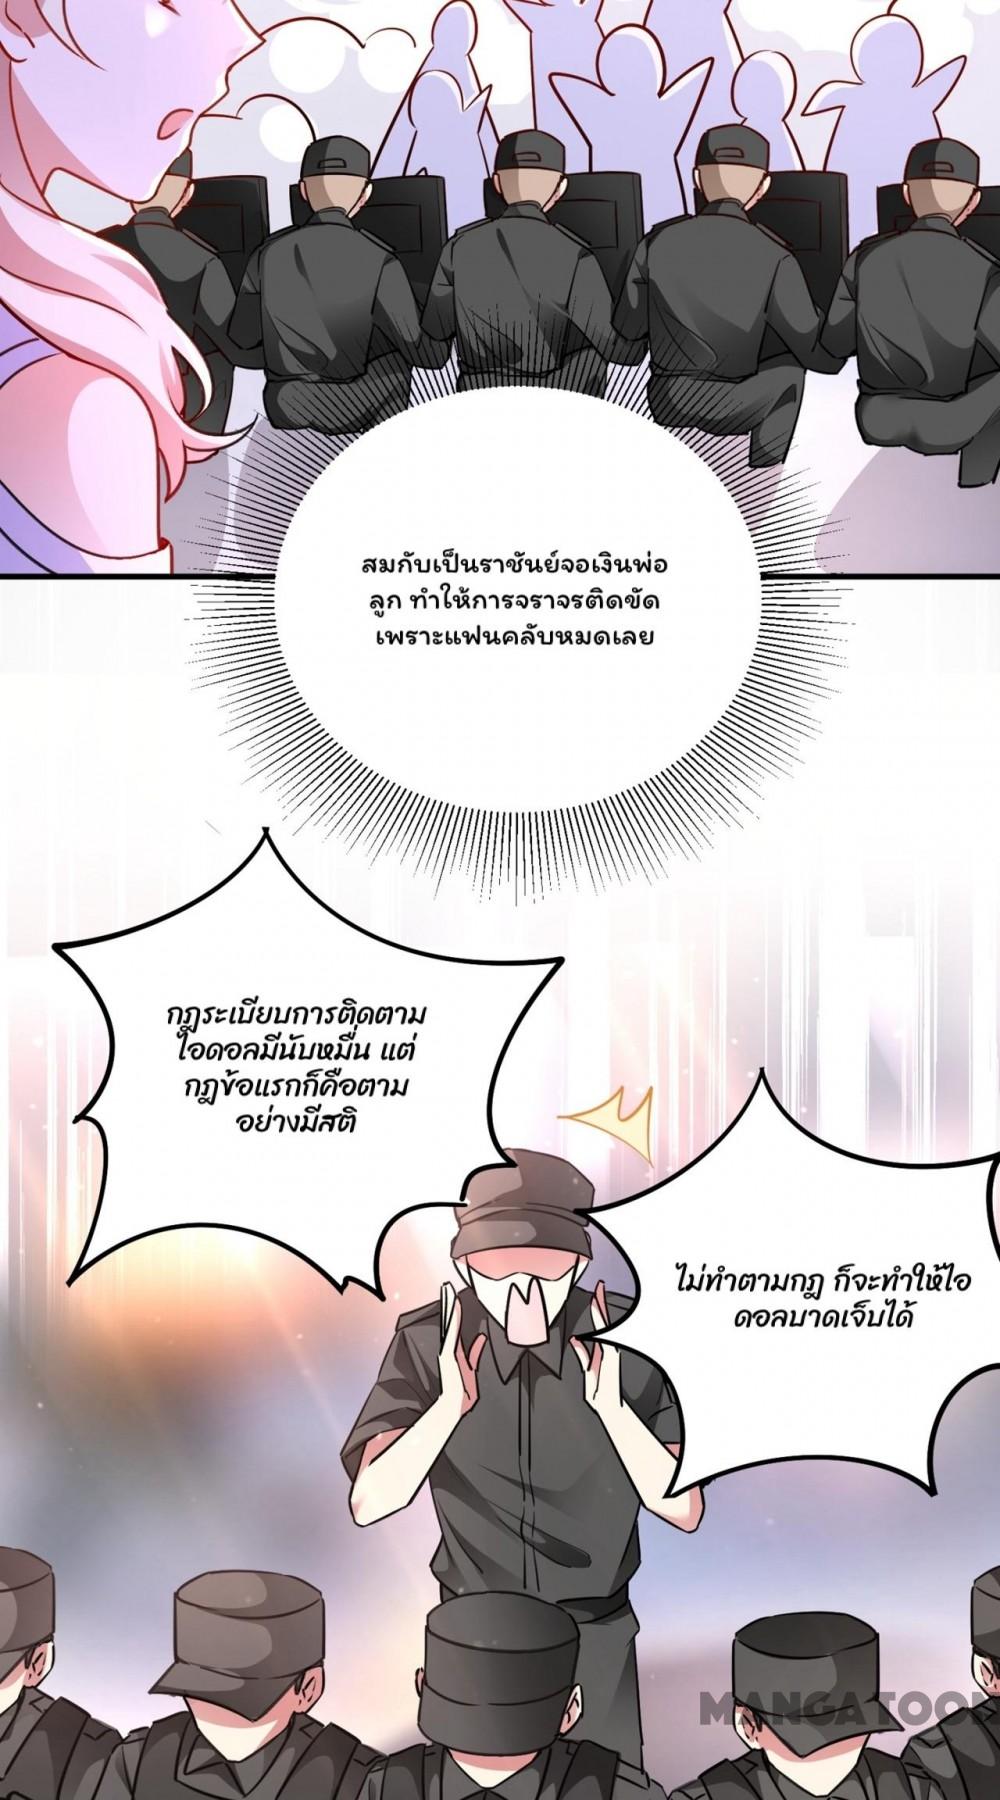 สมกับเป็นราชันย์จอเงินพ่อ
ลูก ทำให้การจราจรติดขัด
เพราะแฟนคลับหมดเลย
กฎระเบียบการติดตาม
ไอดอลมีนับหมื่น แต่
กฎข้อแรกก็คือตาม
อย่างมีสติ
ไม่ทำตามกฎ ก็จะทำให้ไอ
ดอลบาดเจ็บได้
MANGATOON